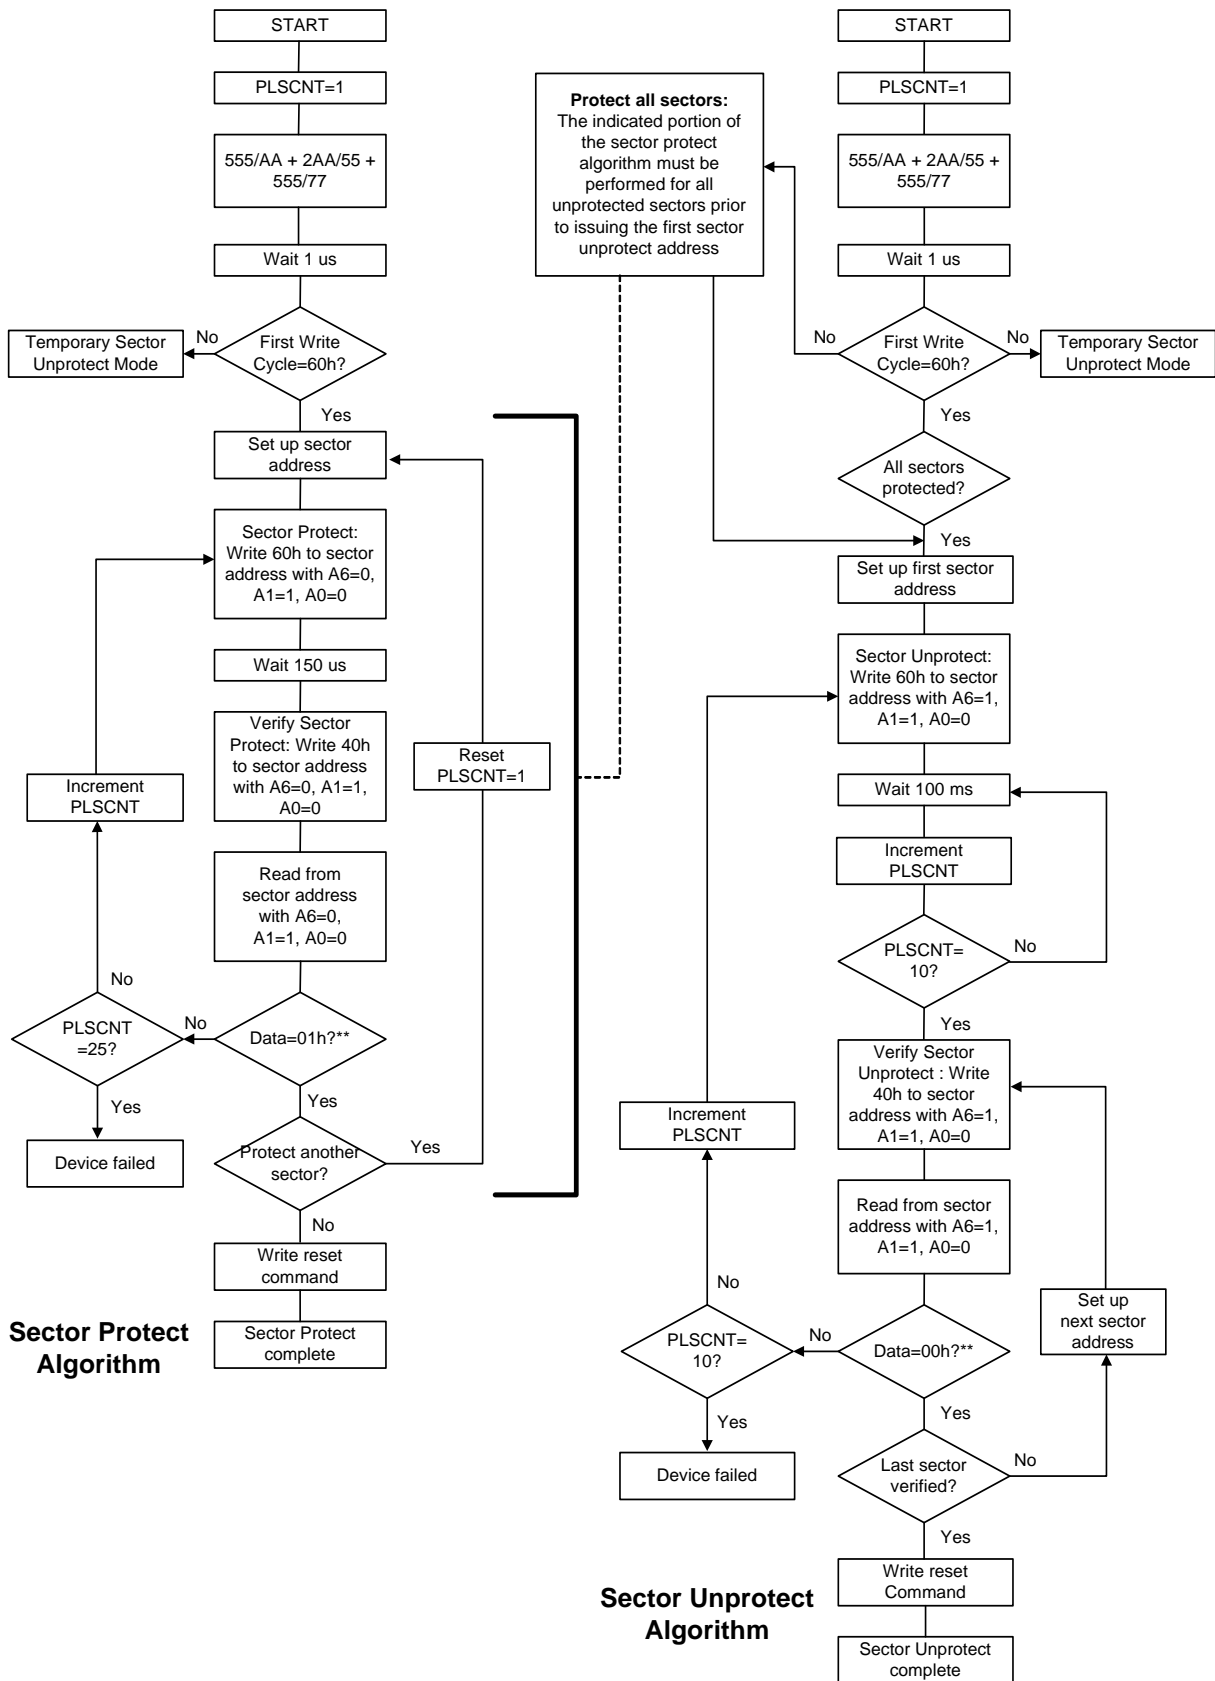 START
PLSCNT=1
555/AA + 2AA/55 +
555/77
Wait 1 us
First Write
Cycle=60h?
No
Temporary Sector
Unprotect Mode
Yes
Set up sector
address
Sector Protect:
Write 60h to sector
address with A6=0,
A1=1, A0=0
Wait 150 us
Verify Sector
Protect: Write 40h
to sector address
with A6=0, A1=1,
A0=0
Reset
PLSCNT=1
Increment
PLSCNT
Read from
sector address
with A6=0,
A1=1, A0=0
No
PLSCNT
=25?
No
Data=01h?**
Yes
Yes
Device failed
Protect another
sector?
Yes
No
Write reset
command
Sector Protect
complete
Sector Protect
Algorithm
Protect all sectors:
The indicated portion of
the sector protect
algorithm must be
performed for all
unprotected sectors prior
to issuing the first sector
unprotect address
START
PLSCNT=1
555/AA + 2AA/55 +
555/77
Wait 1 us
No
First Write
Cycle=60h?
No
Temporary Sector
Unprotect Mode
Yes
All sectors
protected?
Yes
Set up first sector
address
Sector Unprotect:
Write 60h to sector
address with A6=1,
A1=1, A0=0
Wait 100 ms
Increment
PLSCNT
PLSCNT=
10?
No
Yes
Verify Sector
Unprotect : Write
40h to sector
address with A6=1,
A1=1, A0=0
Increment
PLSCNT
Read from sector
address with A6=1,
A1=1, A0=0
No
Set up
next sector
address
PLSCNT=
10?
No
Data=00h?**
Yes
Yes
Device failed
Last sector
verified?
No
Yes
Write reset
Command
Sector Unprotect
complete
Sector Unprotect
Algorithm